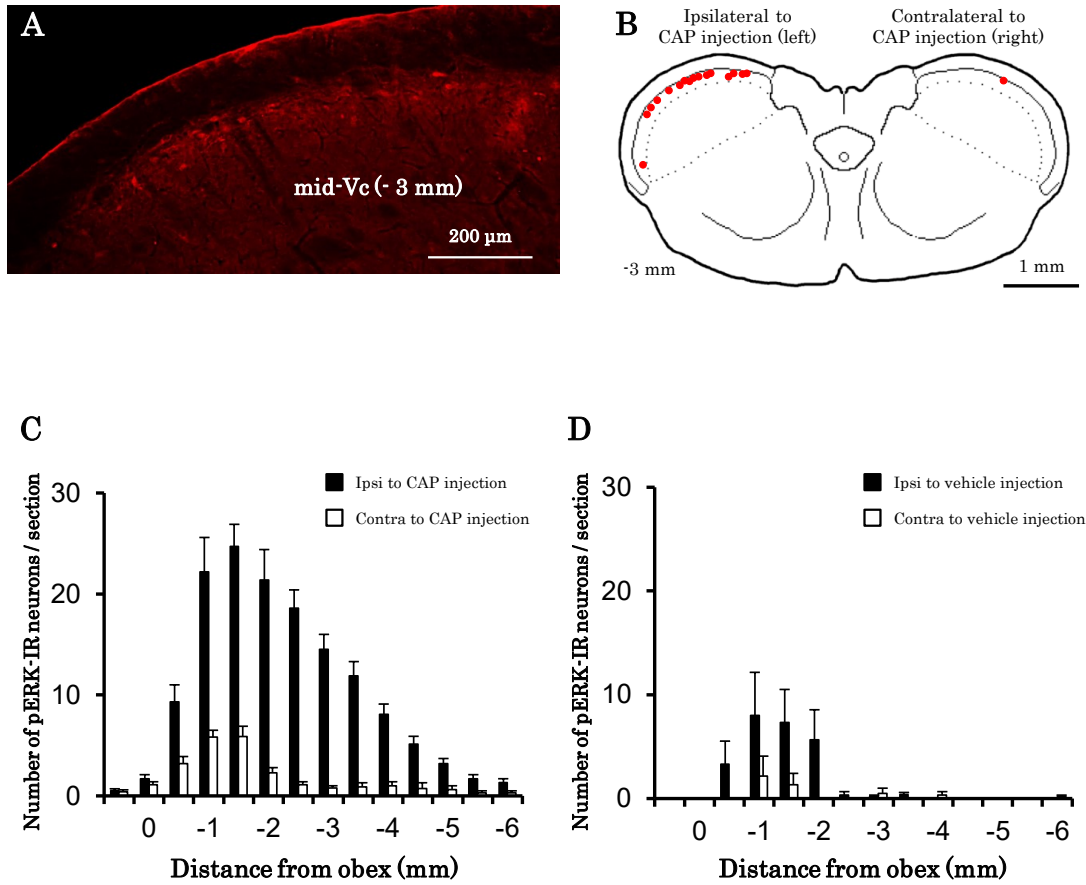 A
mid-Vc (- 3 mm)
200 μm
B
Ipsilateral to
CAP injection (left)
Contralateral to
CAP injection (right)
-3 mm
1 mm
C
Number of pERK-IR neurons / section
30
20
10
0
Ipsi to CAP injection
Contra to CAP injection
0 -1 -2 -3 -4 -5 -6
Distance from obex (mm)
D
Number of pERK-IR neurons / section
30
20
10
0
Ipsi to vehicle injection
Contra to vehicle injection
0 -1 -2 -3 -4 -5 -6
Distance from obex (mm)